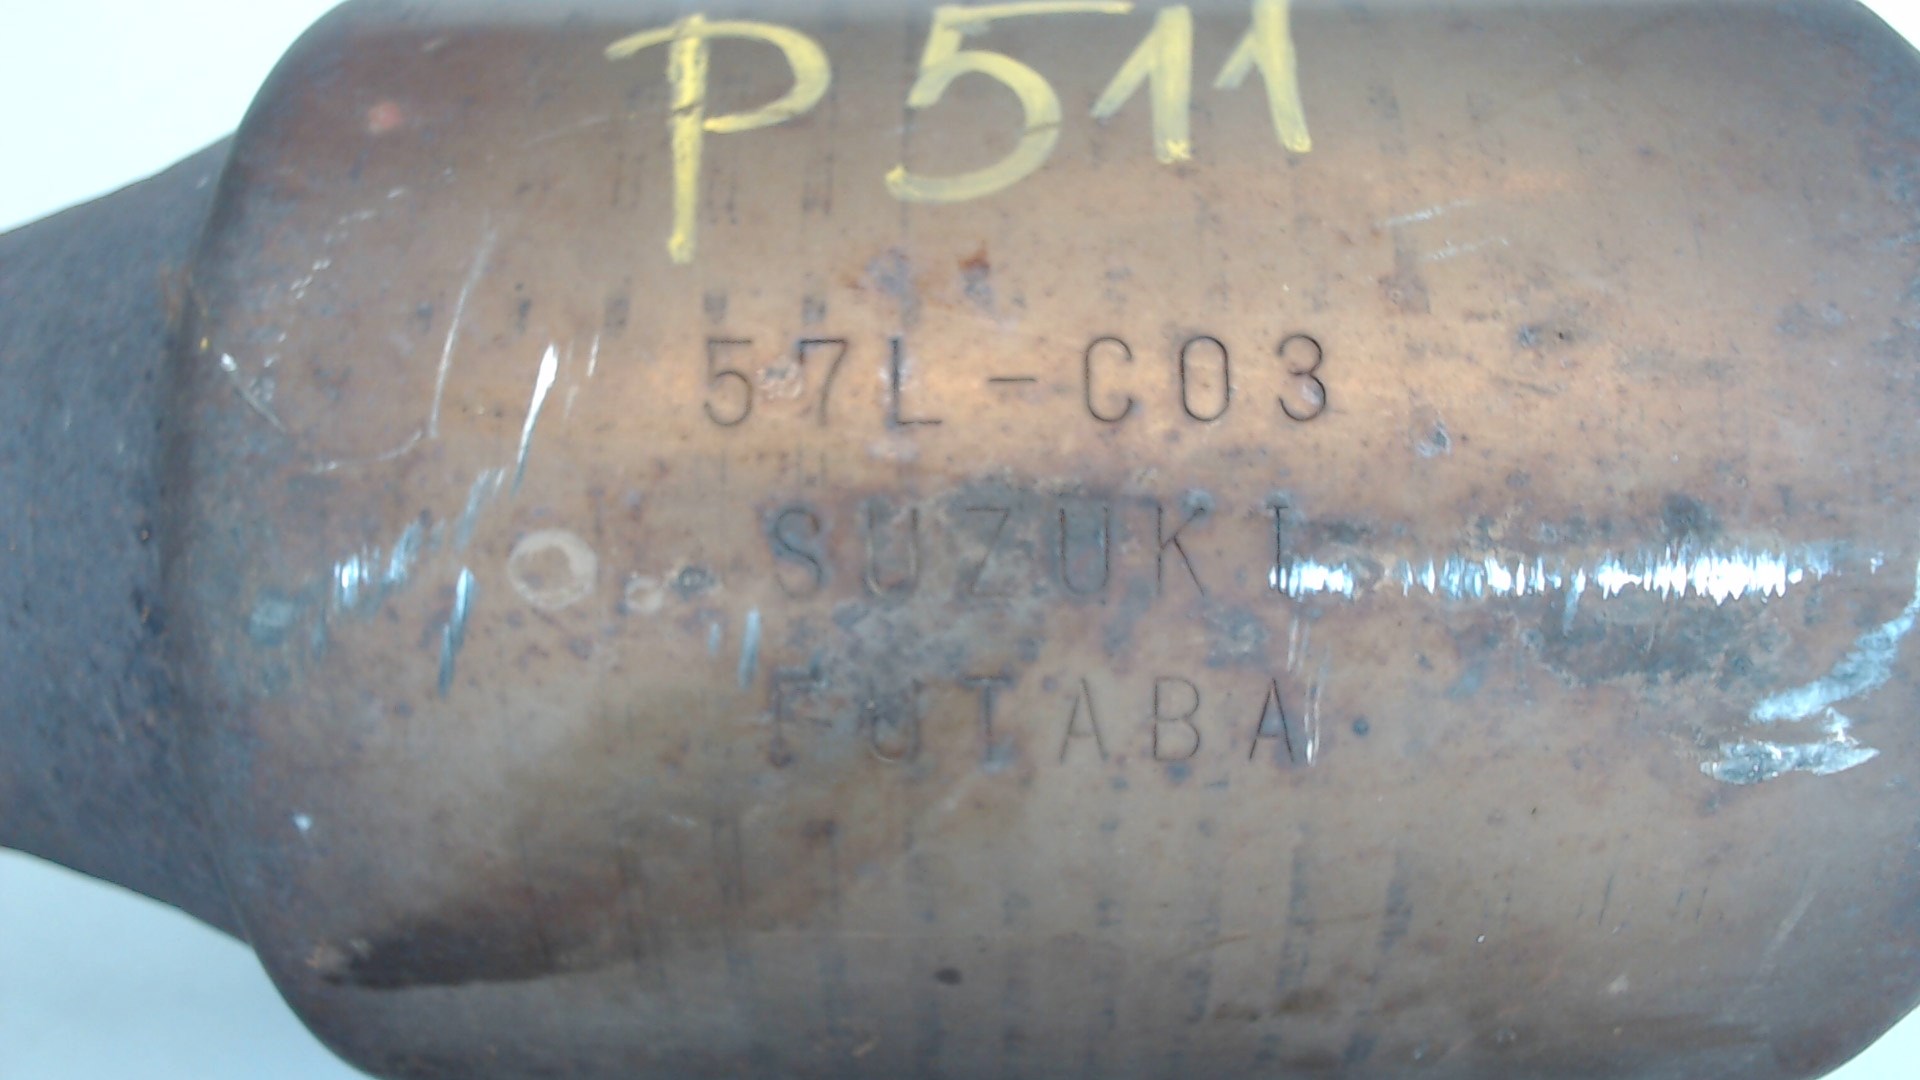 P511
57L-C03
SUZUKI
FUTABA